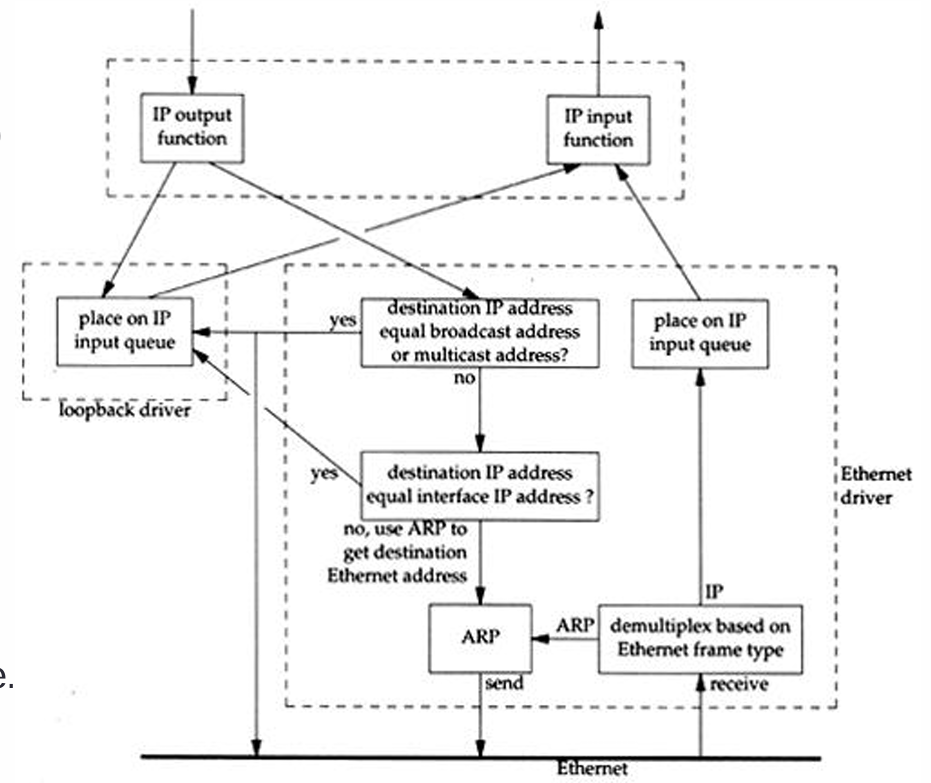 IP output
function
IP input
function
place on IP
input queue
yes
destination IP address
equal broadcast address
or multicast address?
place on IP
input queue
no
loopback driver
yes
destination IP address
equal interface IP address ?
Ethernet
driver
no, use ARP to
get destination
Ethernet address
IP
ARP
ARP
demultiplex based on
Ethernet frame type
e.
send
receive
Ethernet